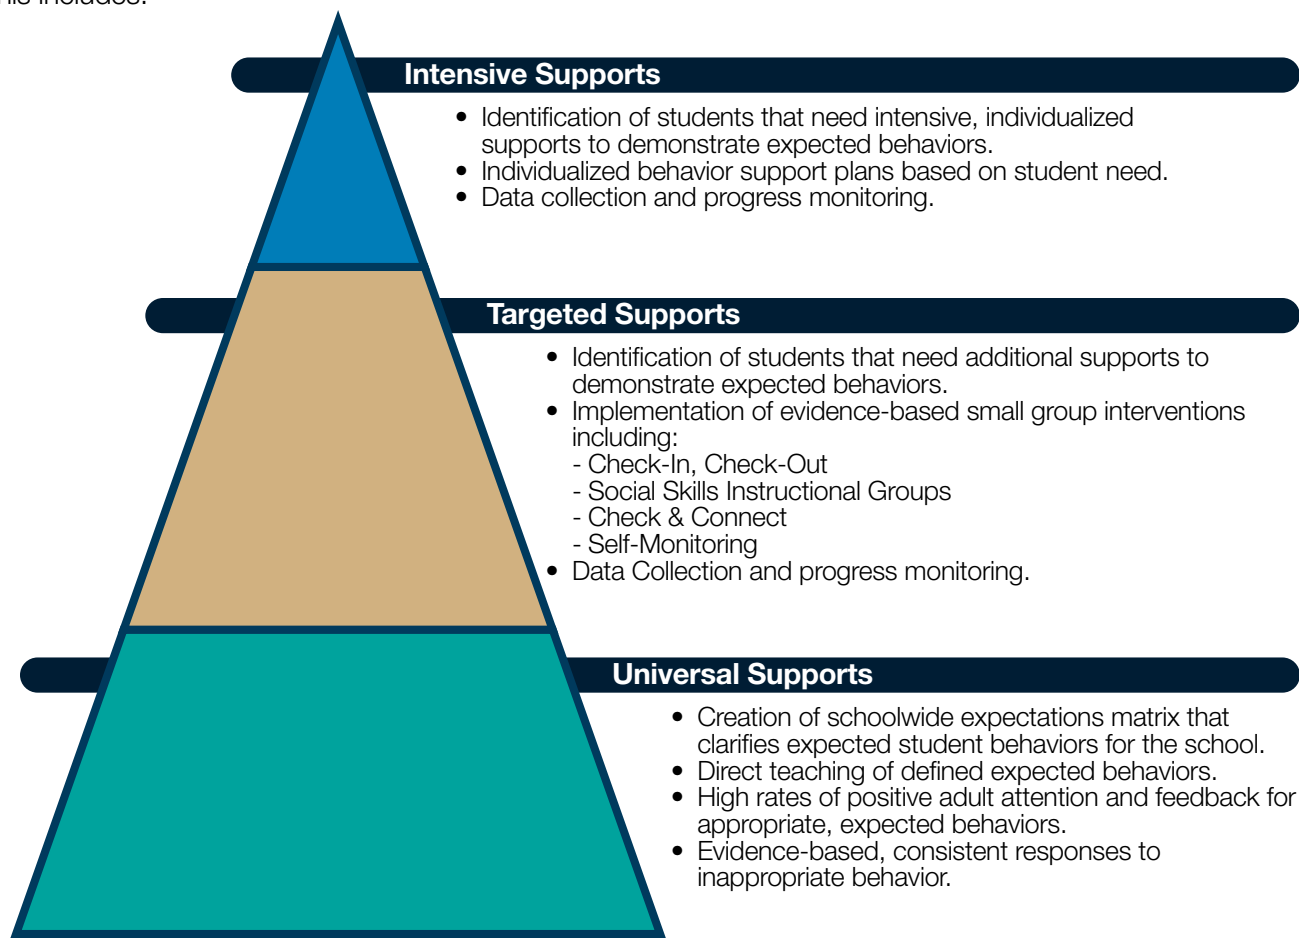 includes:
Intensive Supports
• Identification of students that need intensive, individualized
supports to demonstrate expected behaviors.
• Individualized behavior support plans based on student need.
• Data collection and progress monitoring.
Targeted Supports
• Identification of students that need additional supports to
demonstrate expected behaviors.
• Implementation of evidence-based small group interventions
including:
- Check-In, Check-Out
- Social Skills Instructional Groups
- Check & Connect
- Self-Monitoring
• Data Collection and progress monitoring.
Universal Supports
• Creation of schoolwide expectations matrix that
clarifies expected student behaviors for the school.
• Direct teaching of defined expected behaviors.
• High rates of positive adult attention and feedback for
appropriate, expected behaviors.
• Evidence-based, consistent responses to
inappropriate behavior.